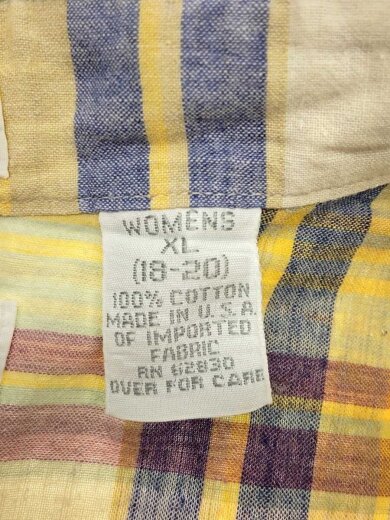 WOMENS
XL
(18-20)
100% COTTON
MADE IN U.S.A.
OF IMPORTED
FABRIC
RN 62830
OVER FOR CARE